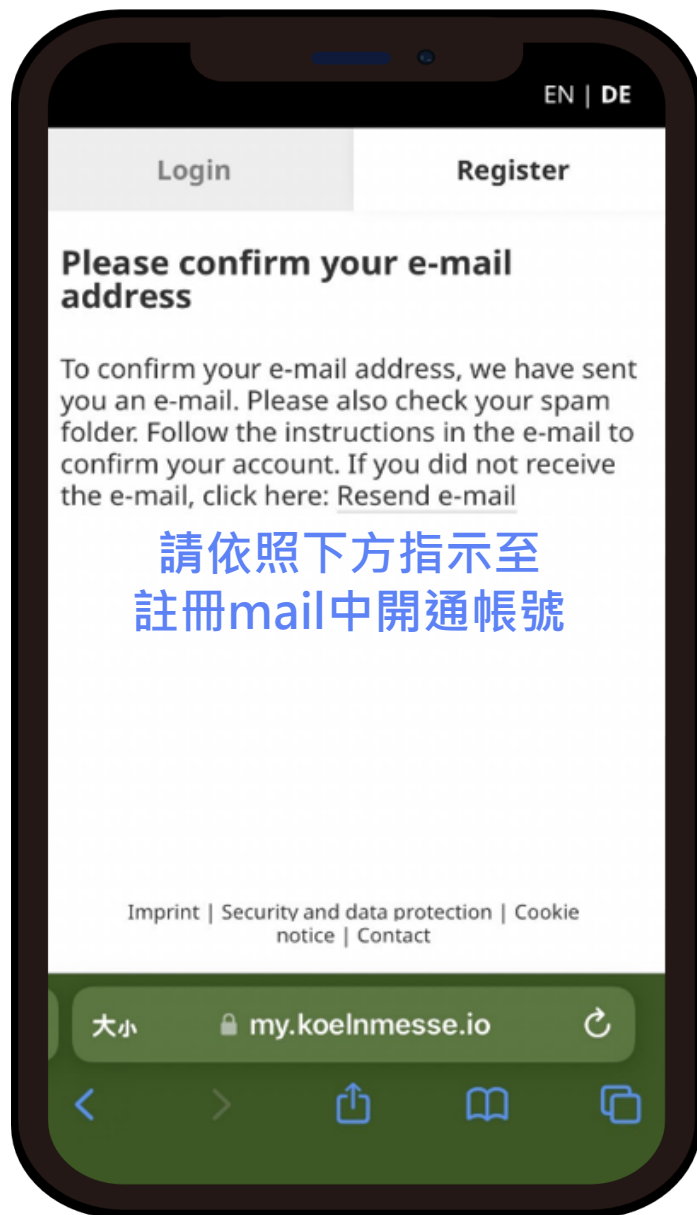 EN | DE
Login
Register
Please confirm your e-mail
address
To confirm your e-mail address, we have sent
you an e-mail. Please also check your spam
folder. Follow the instructions in the e-mail to
confirm your account. If you did not receive
the e-mail, click here: Resend e-mail
請依照下方指示至
註冊mail中開通帳號
Imprint | Security and data protection | Cookie
notice | Contact
大小 my.koelnmesse.io